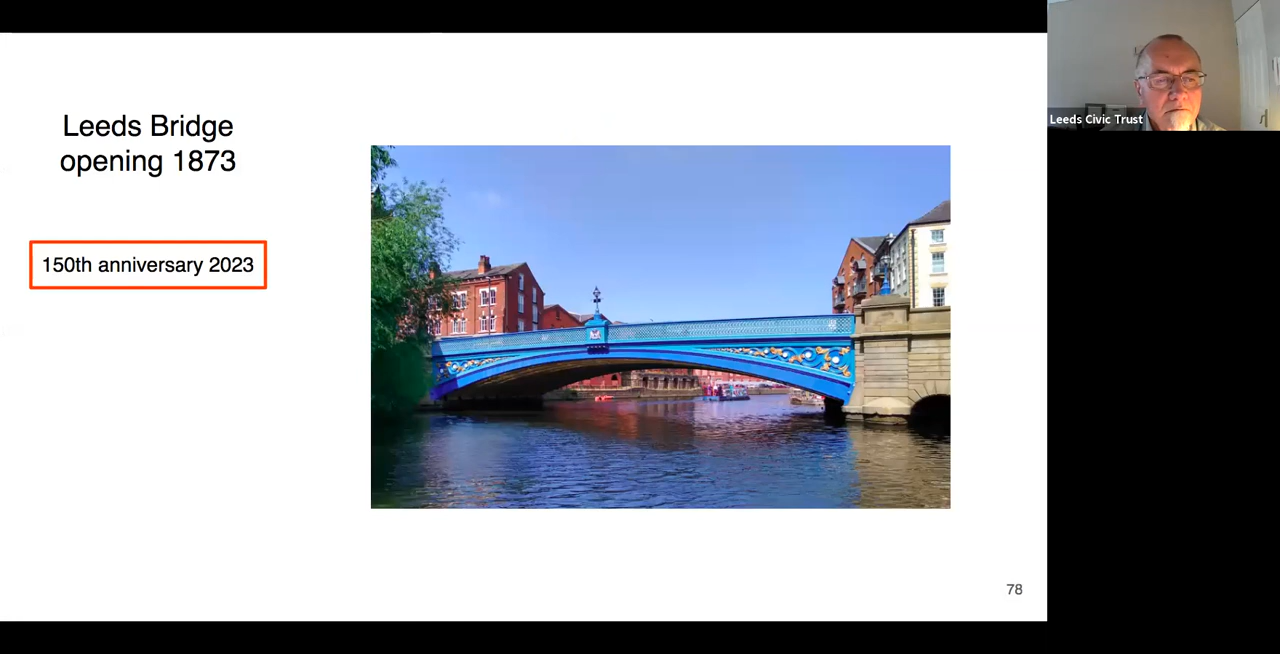 Leeds Bridge
opening 1873
150th anniversary 2023
78
Leeds Civic Trust